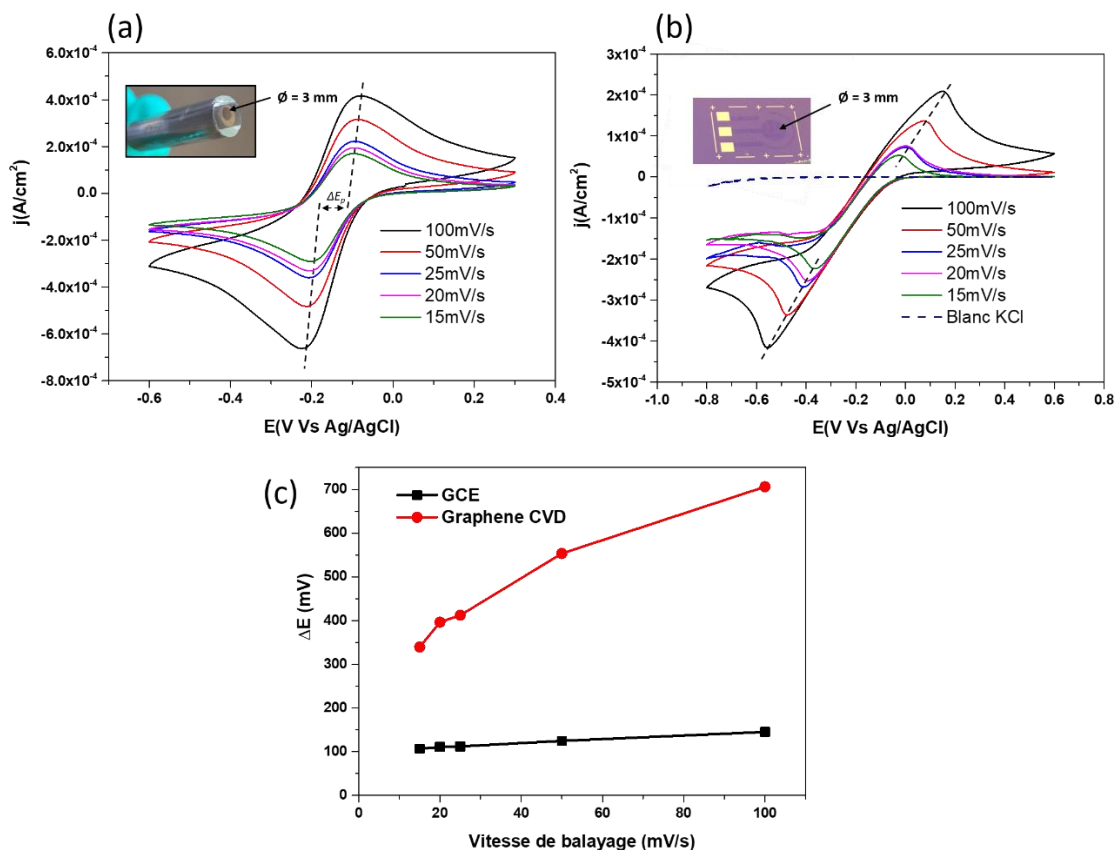 (a)
6.0x10⁻⁴
4.0x10⁻⁴
2.0x10⁻⁴
0.0
-2.0x10⁻⁴
-4.0x10⁻⁴
-6.0x10⁻⁴
-8.0x10⁻⁴
j(A/cm²)
Ø = 3 mm
ΔEₚ
100mV/s
50mV/s
25mV/s
20mV/s
15mV/s
-0.6 -0.4 -0.2 0.0 0.2 0.4
E(V Vs Ag/AgCl)
(b)
3x10⁻⁴
2x10⁻⁴
1x10⁻⁴
0
-1x10⁻⁴
-2x10⁻⁴
-3x10⁻⁴
-4x10⁻⁴
-5x10⁻⁴
j(A/cm²)
Ø = 3 mm
100mV/s
50mV/s
25mV/s
20mV/s
15mV/s
Blanc KCl
-1.0 -0.8 -0.6 -0.4 -0.2 0.0 0.2 0.4 0.6 0.8
E(V Vs Ag/AgCl)
(c)
700
600
500
400
300
200
100
0
ΔE (mV)
GCE
Graphene CVD
20 40 60 80 100
Vitesse de balayage (mV/s)